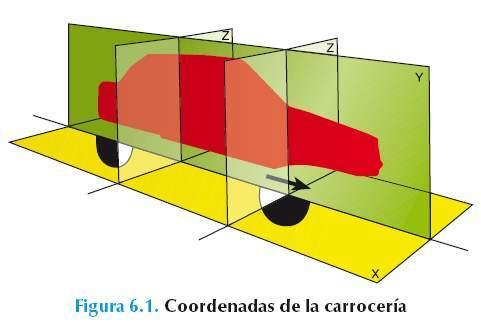 Z
Z
Y
X
Figura 6.1. Coordenadas de la carrocería